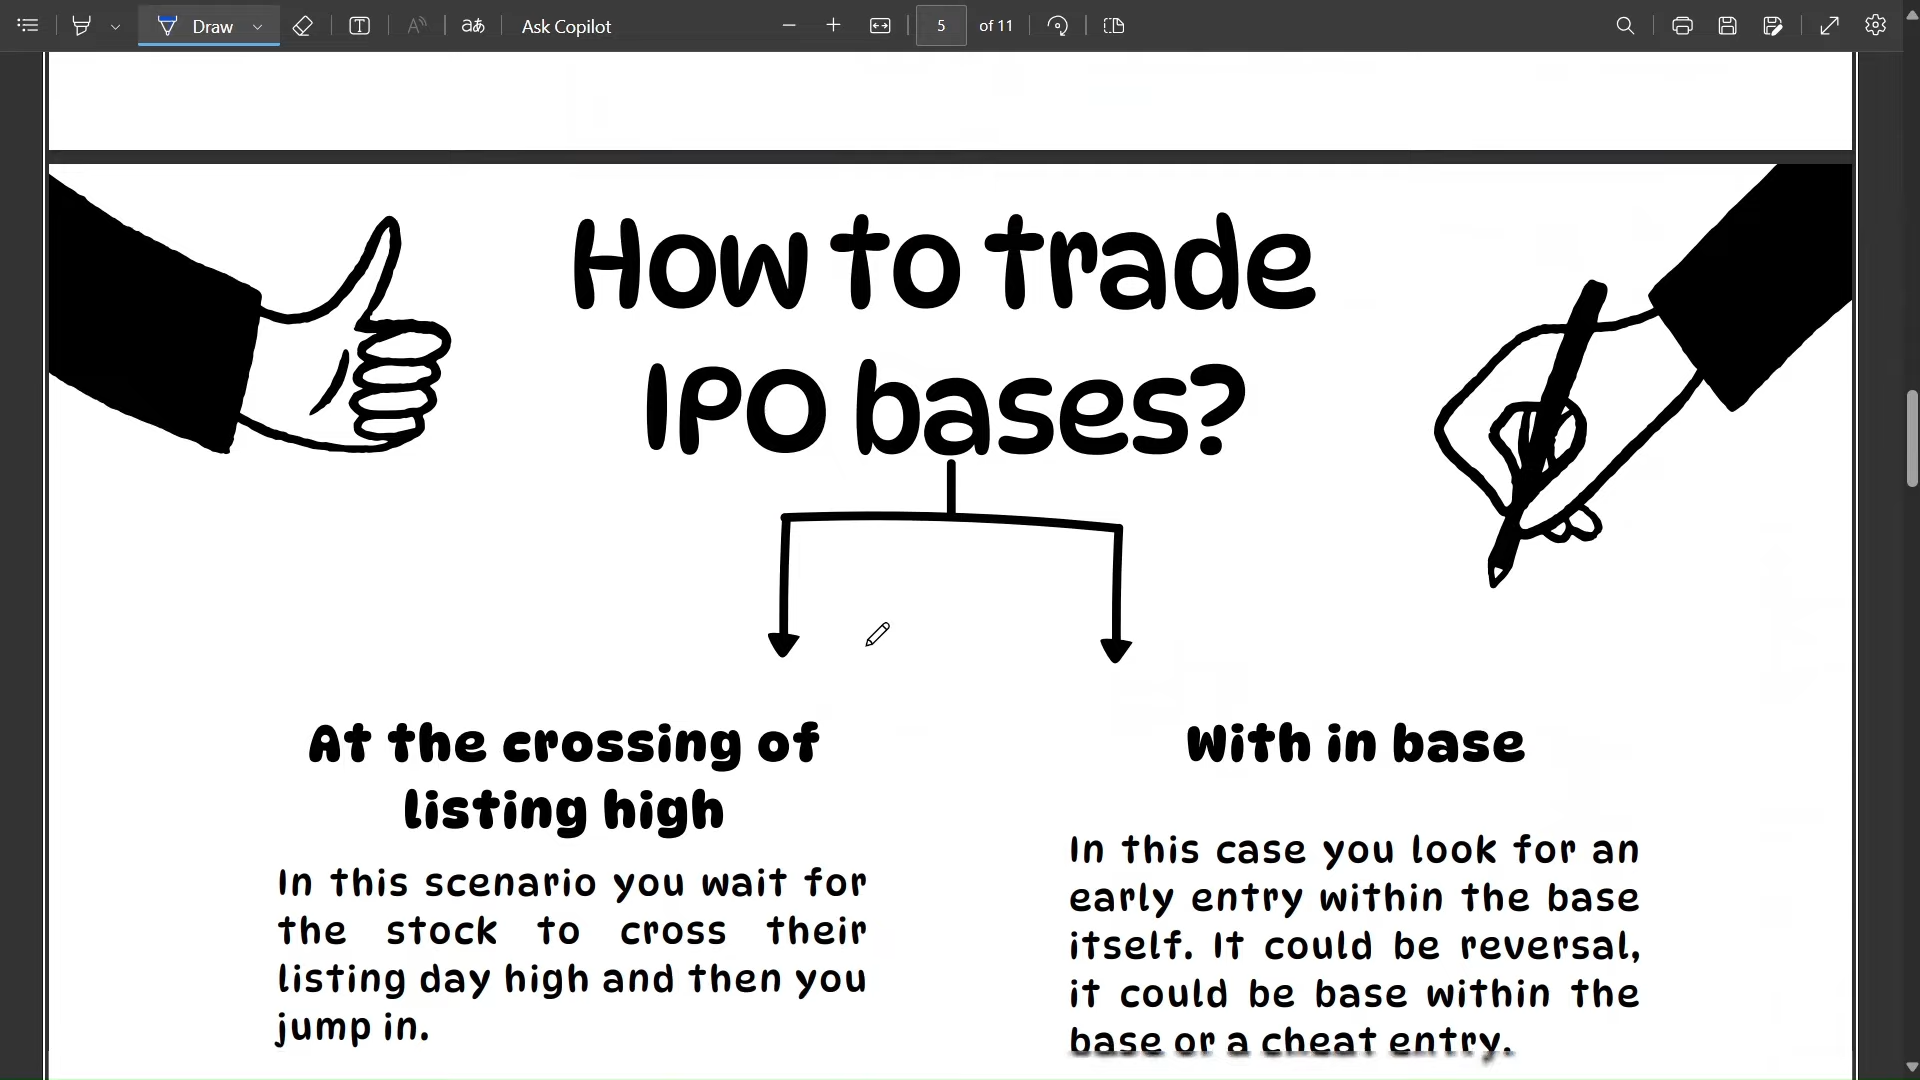 Draw
aあ
Ask Copilot
5 of 11
How to trade
IPO bases?
At the crossing of
listing high
In this scenario you wait for
the stock to cross their
listing day high and then you
jump in.
With in base
In this case you look for an
early entry within the base
itself. It could be reversal,
it could be base within the
base or a cheat entry.